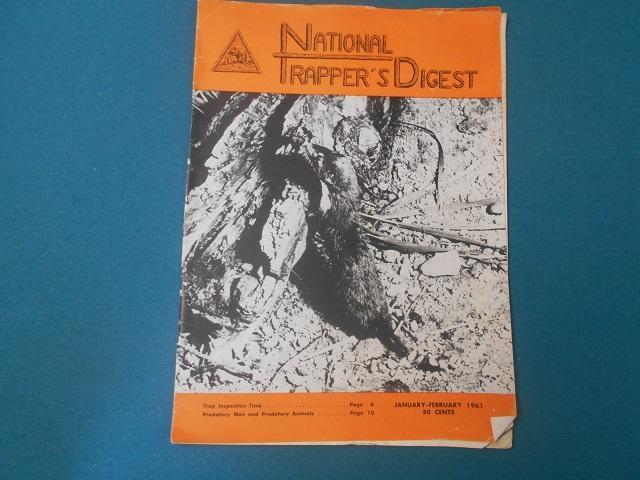 NATIONAL
TRAPPER'S DIGEST
Trap Inspection Time . . . . . . . . . . . . . . . . . . . . . . Page 6
Predatory Men and Predatory Animals . . . . . . . . Page 10
JANUARY-FEBRUARY 1961
50 CENTS